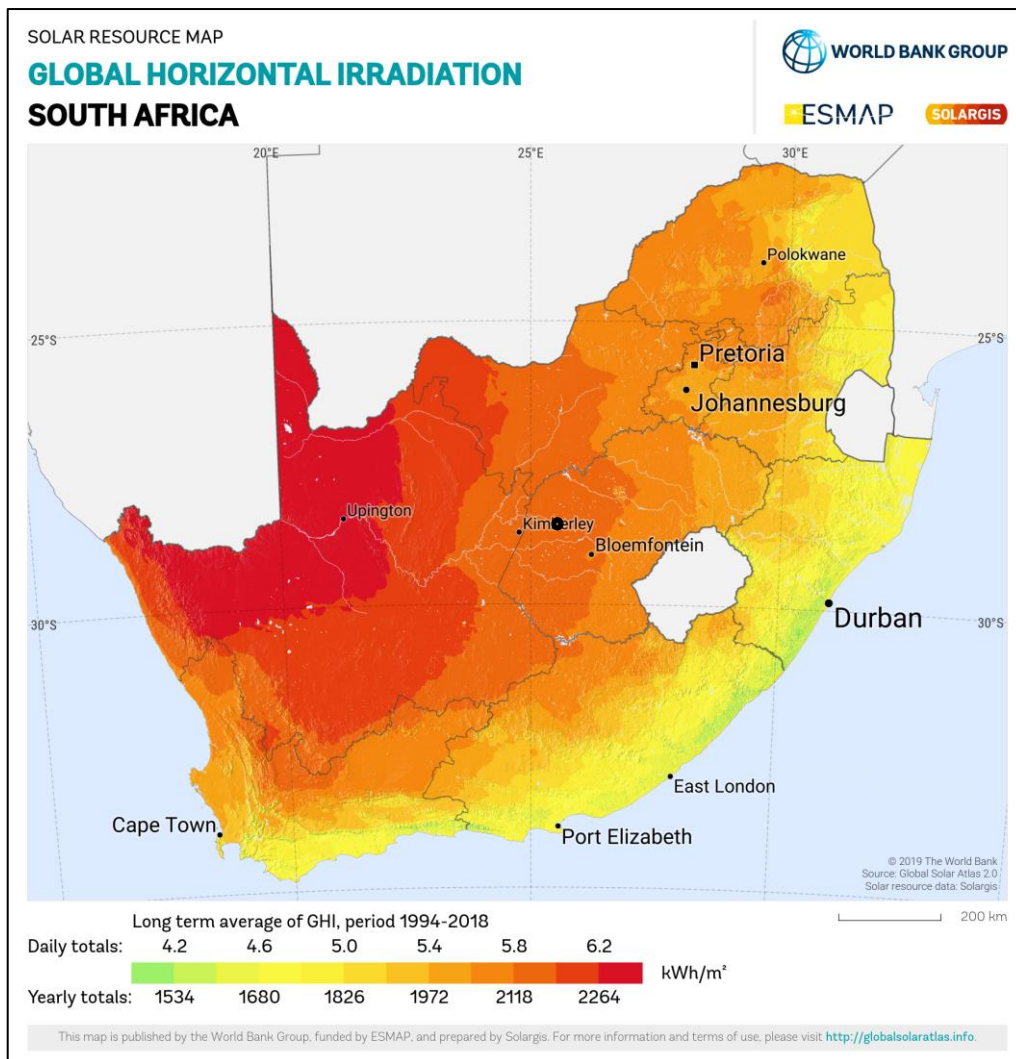 SOLAR RESOURCE MAP
GLOBAL HORIZONTAL IRRADIATION
SOUTH AFRICA
WORLD BANK GROUP
ESMAP
SOLARGIS
20°E
25°E
30°E
Polokwane
25°S
25°S
Pretoria
Johannesburg
Upington
Kimberley
Bloemfontein
Durban
30°S
30°S
East London
Cape Town
Port Elizabeth
© 2019 The World Bank
Source: Global Solar Atlas 2.0
Solar resource data: Solargis
Long term average of GHI, period 1994-2018
200 km
Daily totals: 4.2 4.6 5.0 5.4 5.8 6.2
kWh/m²
Yearly totals: 1534 1680 1826 1972 2118 2264
This map is published by the World Bank Group, funded by ESMAP, and prepared by Solargis. For more information and terms of use, please visit http://globalsolaratlas.info.